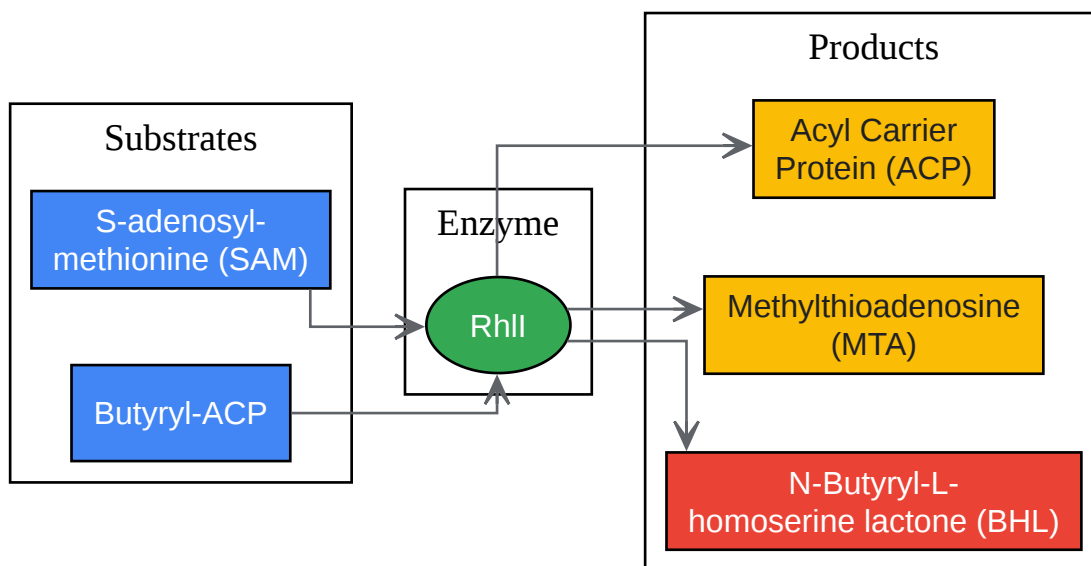 Substrates
S-adenosyl-
methionine (SAM)
Butyryl-ACP
Enzyme
RhlI
Products
Acyl Carrier
Protein (ACP)
Methylthioadenosine
(MTA)
N-Butyryl-L-
homoserine lactone (BHL)